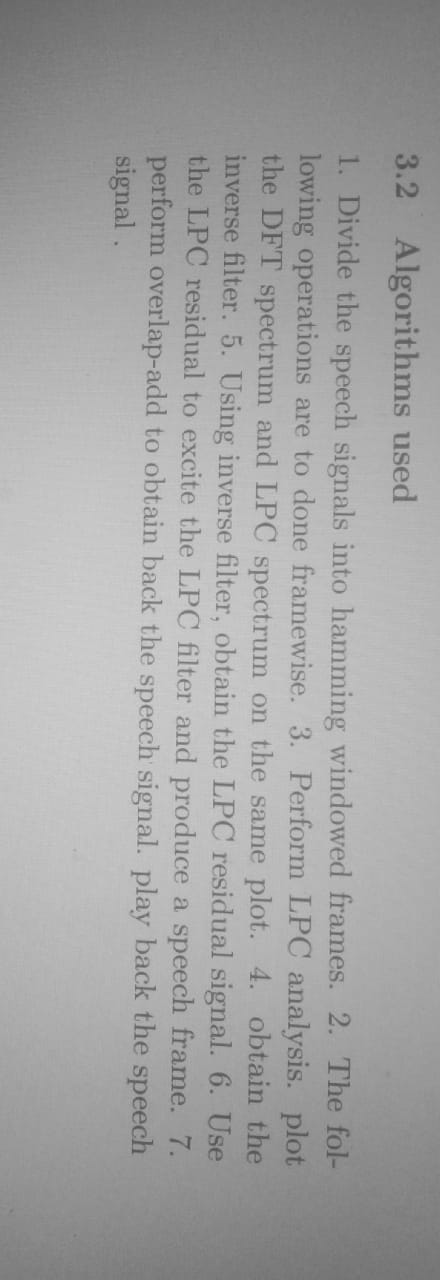 3.2 Algorithms used
1. Divide the speech signals into hamming windowed frames. 2. The fol-
lowing operations are to done framewise. 3. Perform LPC analysis. plot
the DFT spectrum and LPC spectrum on the same plot. 4. obtain the
inverse filter. 5. Using inverse filter, obtain the LPC residual signal. 6. Use
the LPC residual to excite the LPC filter and produce a speech frame. 7.
perform overlap-add to obtain back the speech signal. play back the speech
signal .